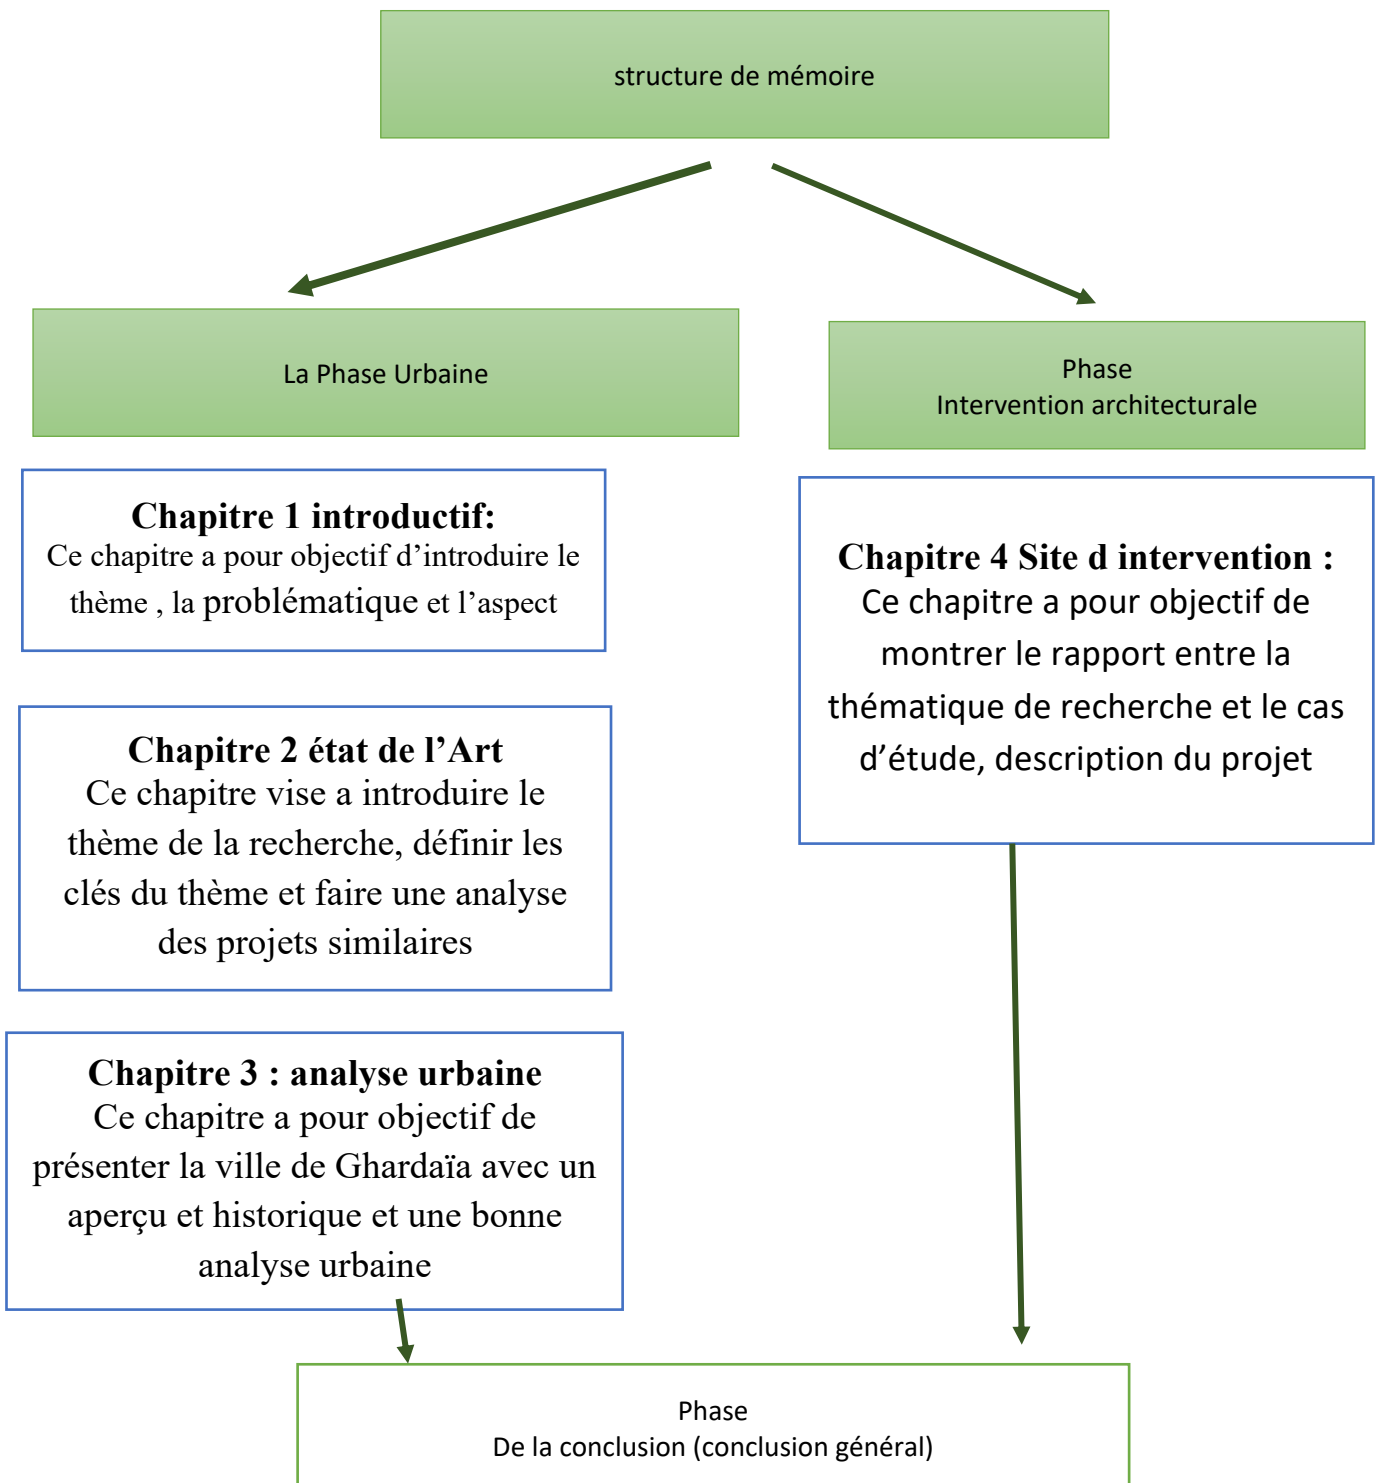 structure de mémoire
La Phase Urbaine
Phase
Intervention architecturale
Chapitre 1 introductif:
Ce chapitre a pour objectif d’introduire le
thème , la problématique et l’aspect
Chapitre 2 état de l’Art
Ce chapitre vise a introduire le
thème de la recherche, définir les
clés du thème et faire une analyse
des projets similaires
Chapitre 3 : analyse urbaine
Ce chapitre a pour objectif de
présenter la ville de Ghardaïa avec un
aperçu et historique et une bonne
analyse urbaine
Chapitre 4 Site d intervention :
Ce chapitre a pour objectif de
montrer le rapport entre la
thématique de recherche et le cas
d’étude, description du projet
Phase
De la conclusion (conclusion général)